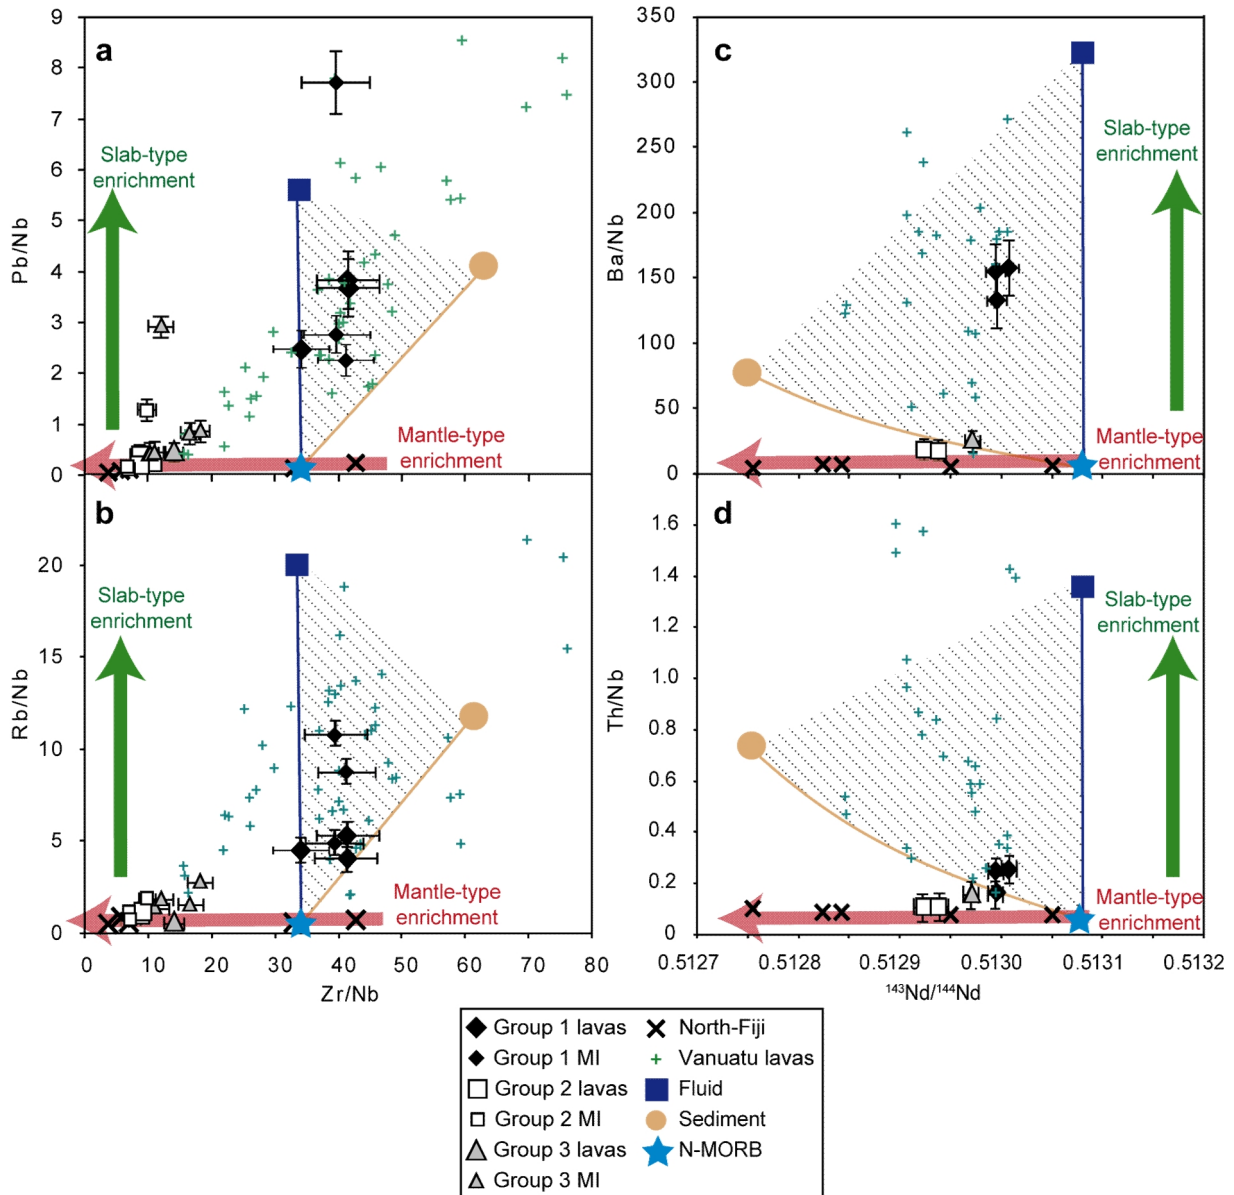 a
9
8
7
6
5
4
3
2
1
0
Pb/Nb
Slab-type
enrichment
Mantle-type
enrichment
c
350
300
250
200
150
100
50
0
Ba/Nb
Slab-type
enrichment
Mantle-type
enrichment
b
20
15
10
5
0
Rb/Nb
Slab-type
enrichment
Mantle-type
enrichment
0 10 20 30 40 50 60 70 80
Zr/Nb
d
1.6
1.4
1.2
1.0
0.8
0.6
0.4
0.2
0
Th/Nb
Slab-type
enrichment
Mantle-type
enrichment
0.5127 0.5128 0.5129 0.5130 0.5131 0.5132
¹⁴³Nd/¹⁴⁴Nd
Group 1 lavas
Group 1 MI
Group 2 lavas
Group 2 MI
Group 3 lavas
Group 3 MI
North-Fiji
Vanuatu lavas
Fluid
Sediment
N-MORB